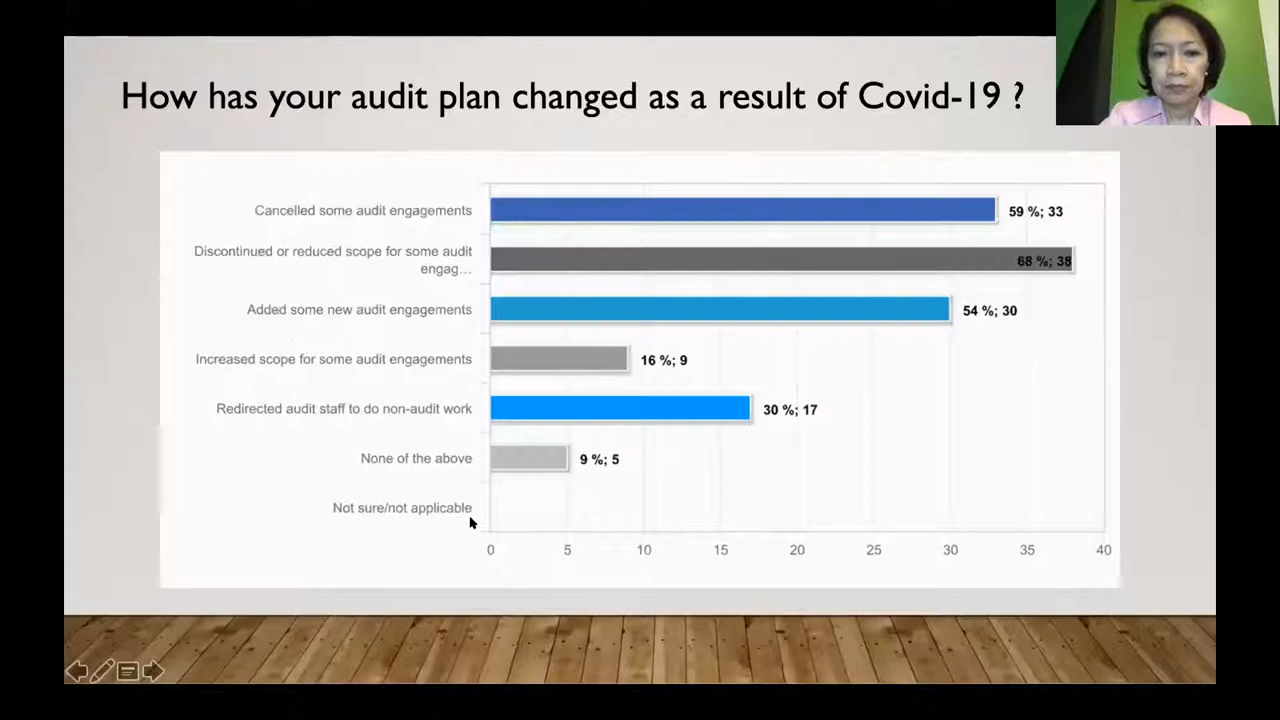 How has your audit plan changed as a result of Covid-19 ?
Cancelled some audit engagements
59 %; 33
Discontinued or reduced scope for some audit
engag...
68 %; 38
Added some new audit engagements
54 %; 30
Increased scope for some audit engagements
16 %; 9
Redirected audit staff to do non-audit work
30 %; 17
None of the above
9 %; 5
Not sure/not applicable
0 5 10 15 20 25 30 35 40